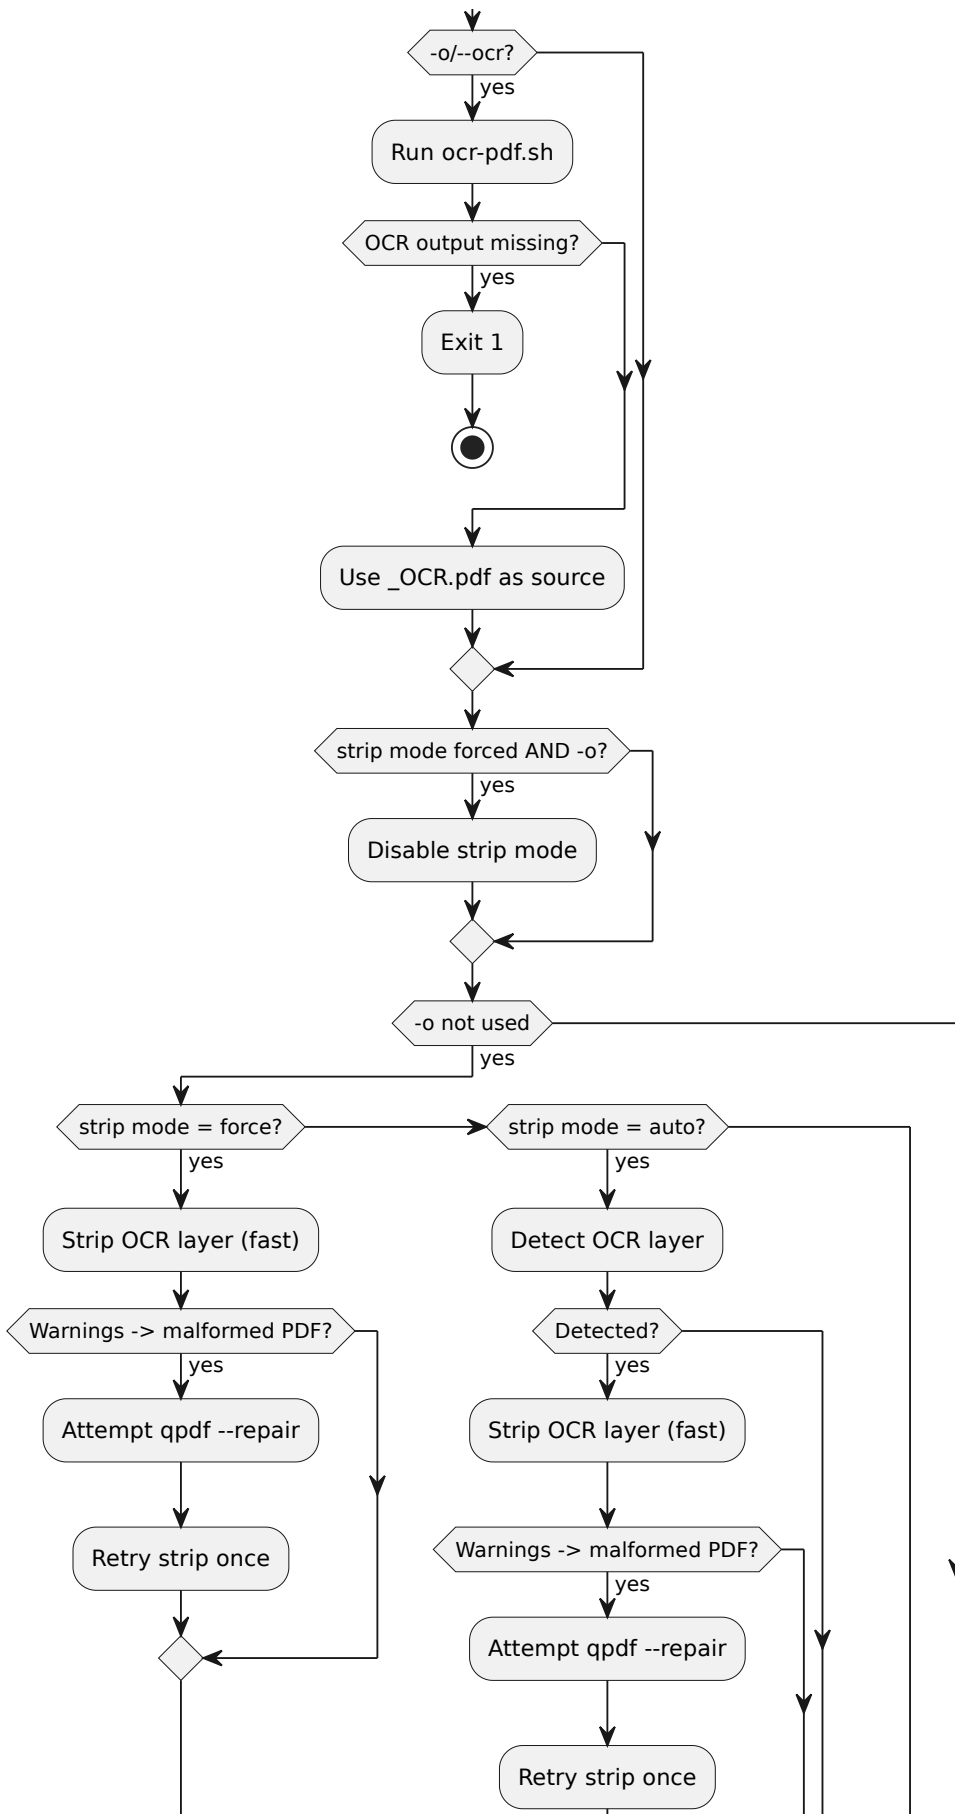 -o/--ocr?
yes
Run ocr-pdf.sh
OCR output missing?
yes
Exit 1
Use _OCR.pdf as source
strip mode forced AND -o?
yes
Disable strip mode
-o not used
yes
strip mode = force?
yes
Strip OCR layer (fast)
Warnings -> malformed PDF?
yes
Attempt qpdf --repair
Retry strip once
strip mode = auto?
yes
Detect OCR layer
Detected?
yes
Strip OCR layer (fast)
Warnings -> malformed PDF?
yes
Attempt qpdf --repair
Retry strip once